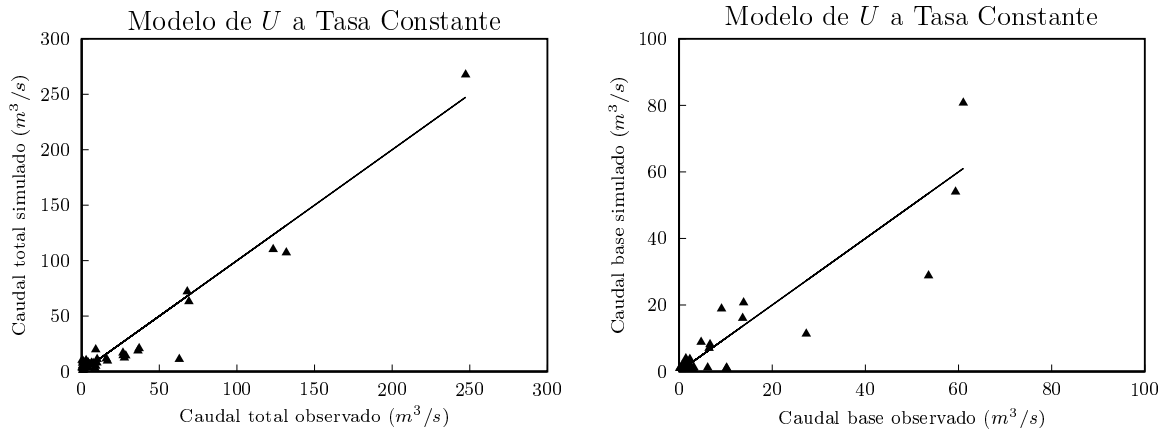 Modelo de U a Tasa Constante
300
250
200
150
100
50
0
Caudal total simulado (m³/s)
0 50 100 150 200 250 300
Caudal total observado (m³/s)
Modelo de U a Tasa Constante
100
80
60
40
20
0
Caudal base simulado (m³/s)
0 20 40 60 80 100
Caudal base observado (m³/s)